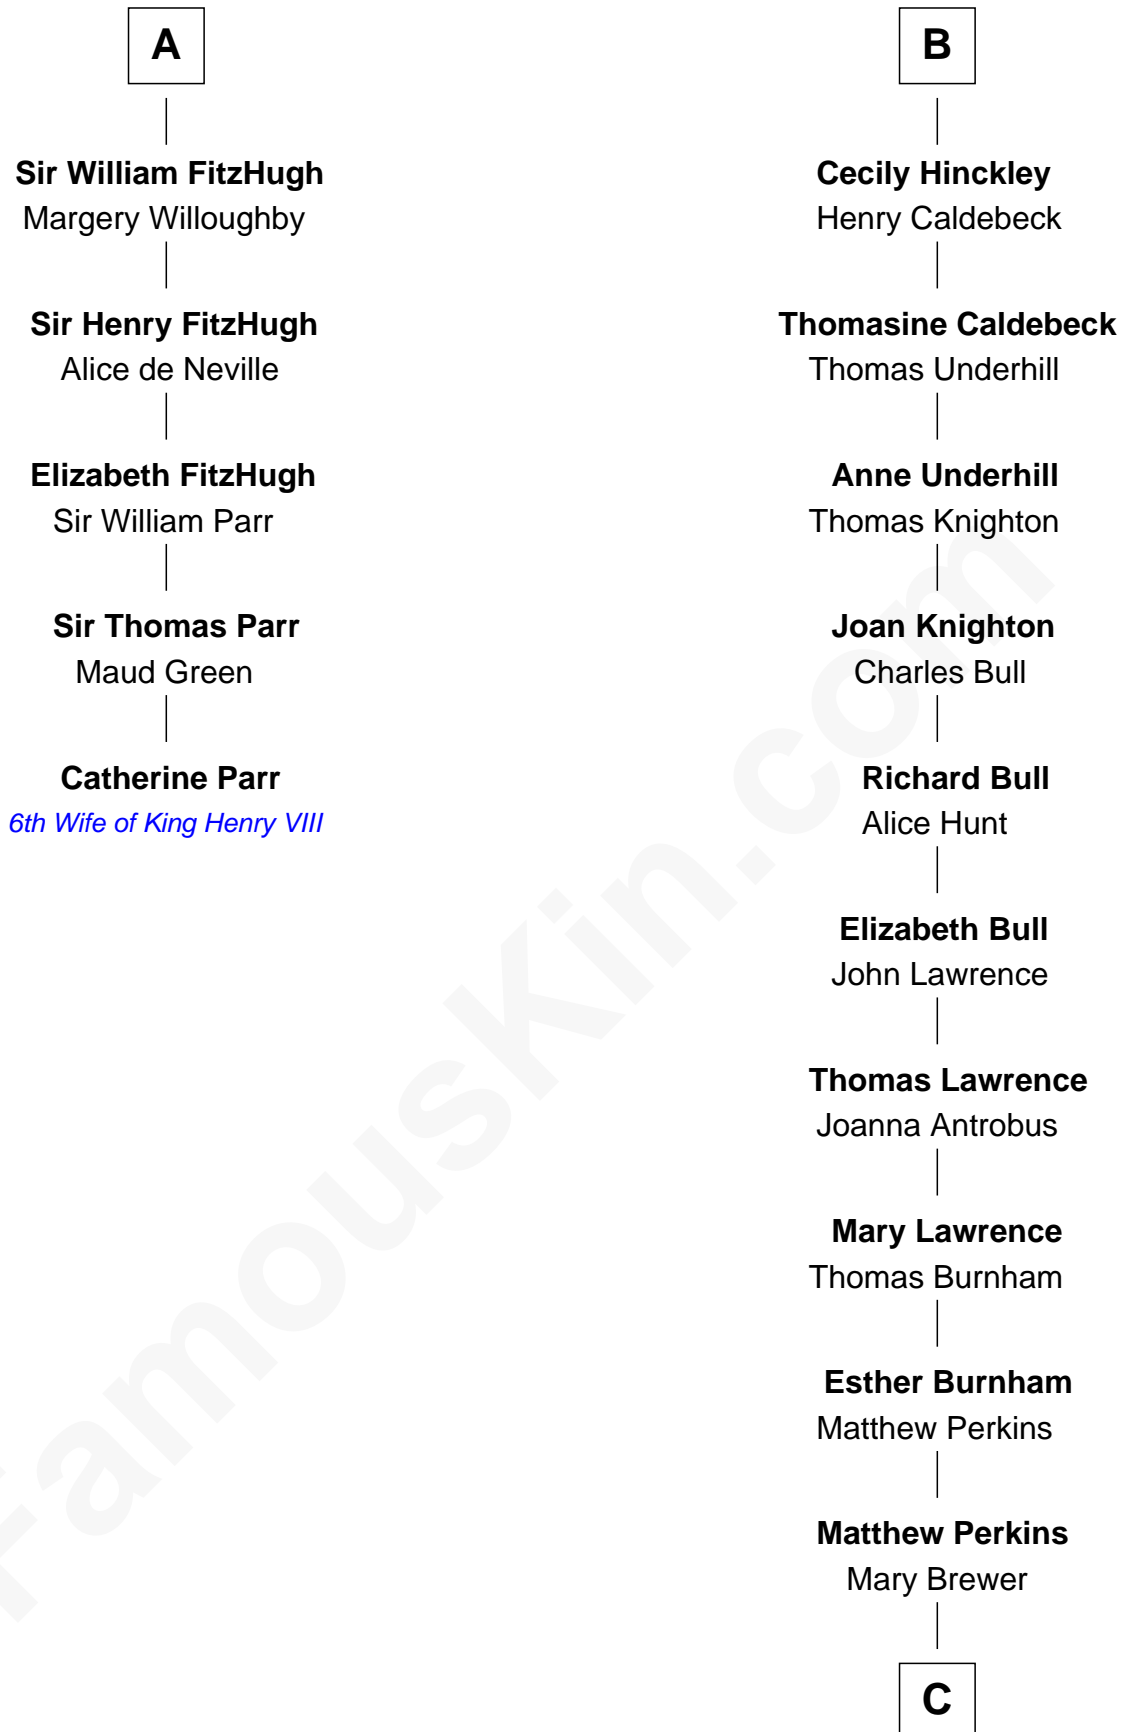 A
Sir William FitzHugh
Margery Willoughby
Sir Henry FitzHugh
Alice de Neville
Elizabeth FitzHugh
Sir William Parr
Sir Thomas Parr
Maud Green
Catherine Parr
6th Wife of King Henry VIII
B
Cecily Hinckley
Henry Caldebeck
Thomasine Caldebeck
Thomas Underhill
Anne Underhill
Thomas Knighton
Joan Knighton
Charles Bull
Richard Bull
Alice Hunt
Elizabeth Bull
John Lawrence
Thomas Lawrence
Joanna Antrobus
Mary Lawrence
Thomas Burnham
Esther Burnham
Matthew Perkins
Matthew Perkins
Mary Brewer
C
FamousKin.com